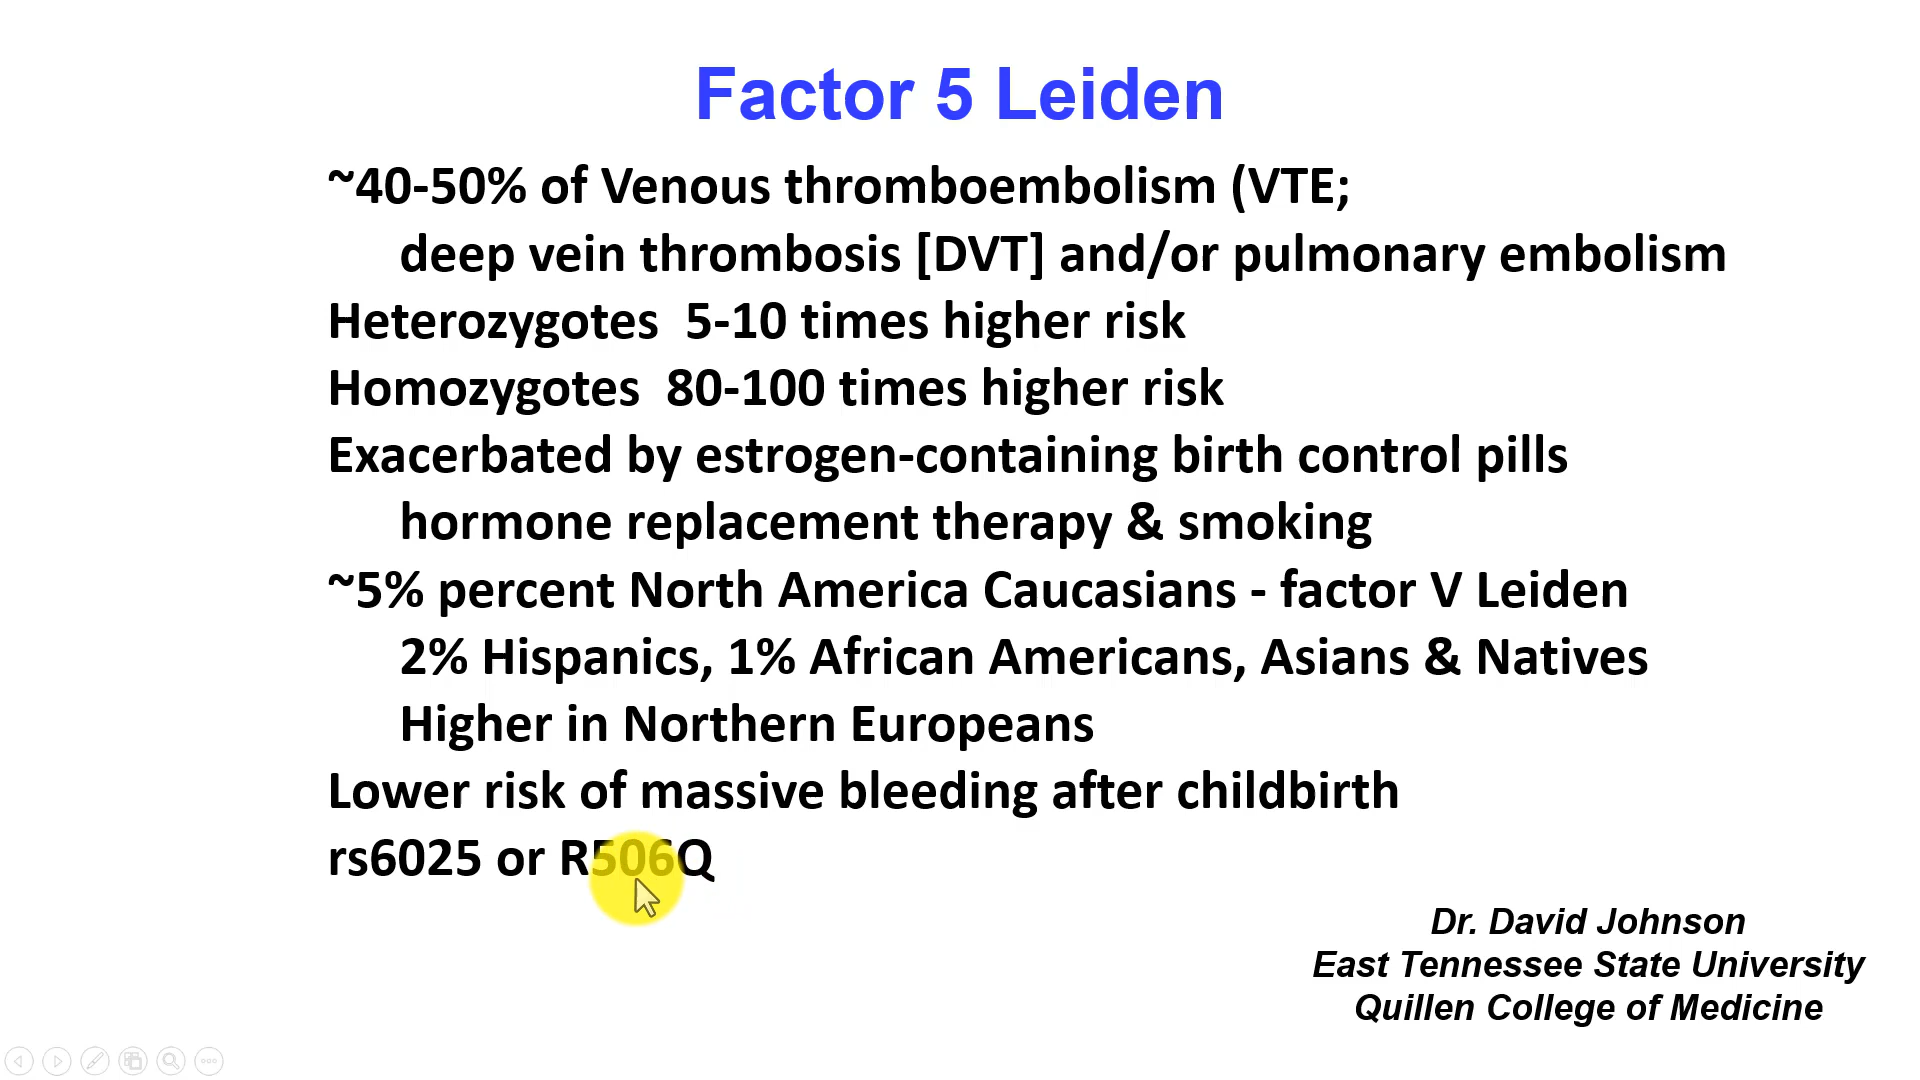 Factor 5 Leiden
~40-50% of Venous thromboembolism (VTE;
deep vein thrombosis [DVT] and/or pulmonary embolism
Heterozygotes  5-10 times higher risk
Homozygotes  80-100 times higher risk
Exacerbated by estrogen-containing birth control pills
hormone replacement therapy & smoking
~5% percent North America Caucasians - factor V Leiden
2% Hispanics, 1% African Americans, Asians & Natives
Higher in Northern Europeans
Lower risk of massive bleeding after childbirth
rs6025 or R506Q
Dr. David Johnson
East Tennessee State University
Quillen College of Medicine